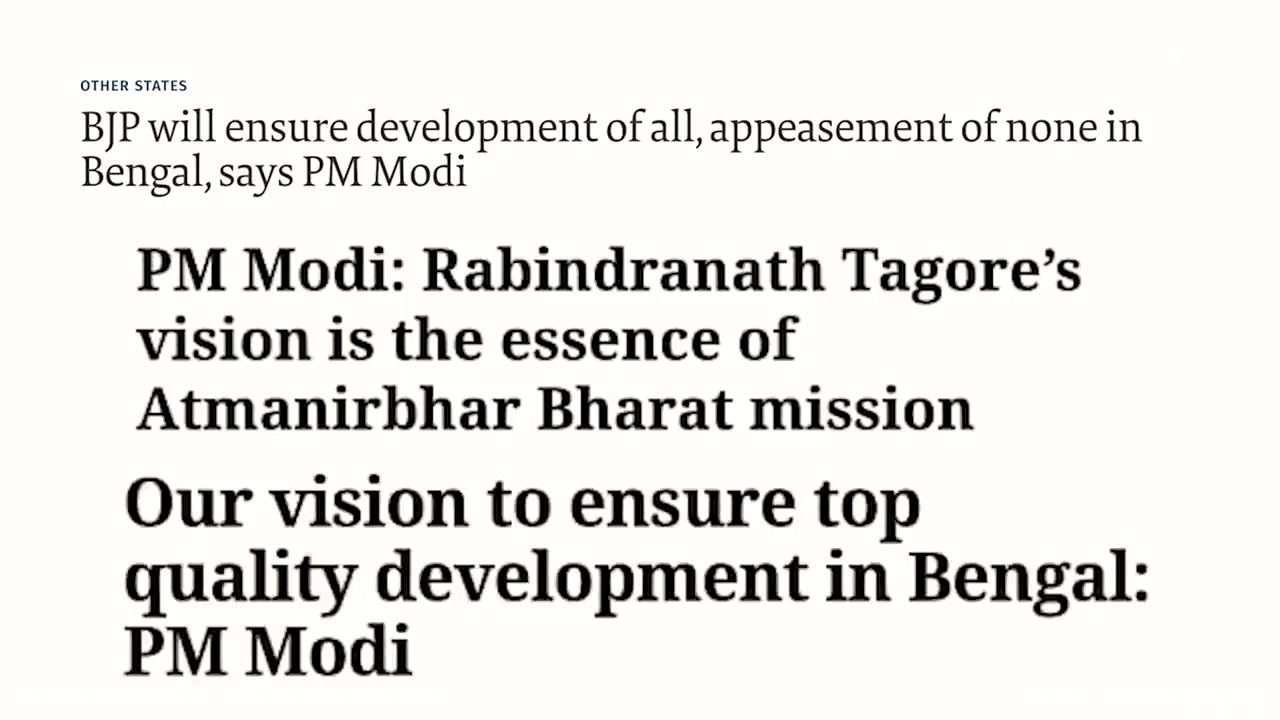 OTHER STATES
BJP will ensure development of all, appeasement of none in
Bengal, says PM Modi
PM Modi: Rabindranath Tagore’s
vision is the essence of
Atmanirbhar Bharat mission
Our vision to ensure top
quality development in Bengal:
PM Modi